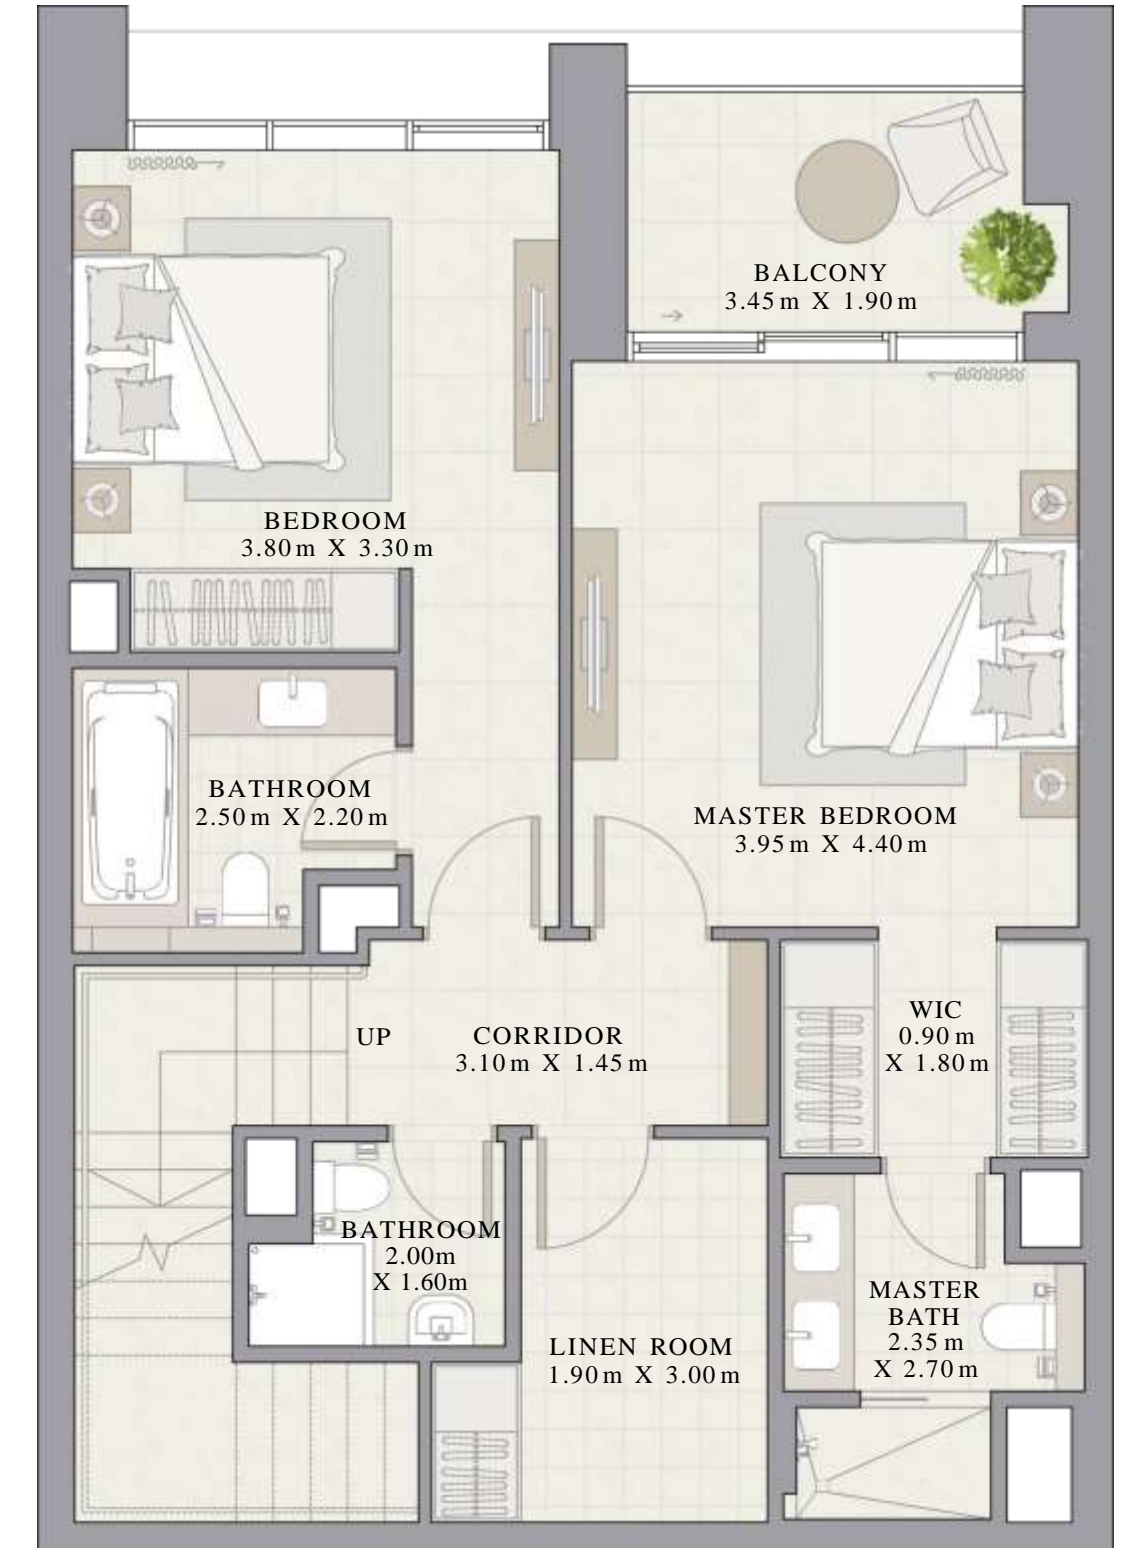 BALCONY
3.45 m X 1.90 m
BEDROOM
3.80 m X 3.30 m
BATHROOM
2.50 m X 2.20 m
MASTER BEDROOM
3.95 m X 4.40 m
UP
CORRIDOR
3.10 m X 1.45 m
WIC
0.90 m
X 1.80 m
BATHROOM
2.00m
X 1.60m
LINEN ROOM
1.90 m X 3.00 m
MASTER
BATH
2.35 m
X 2.70 m